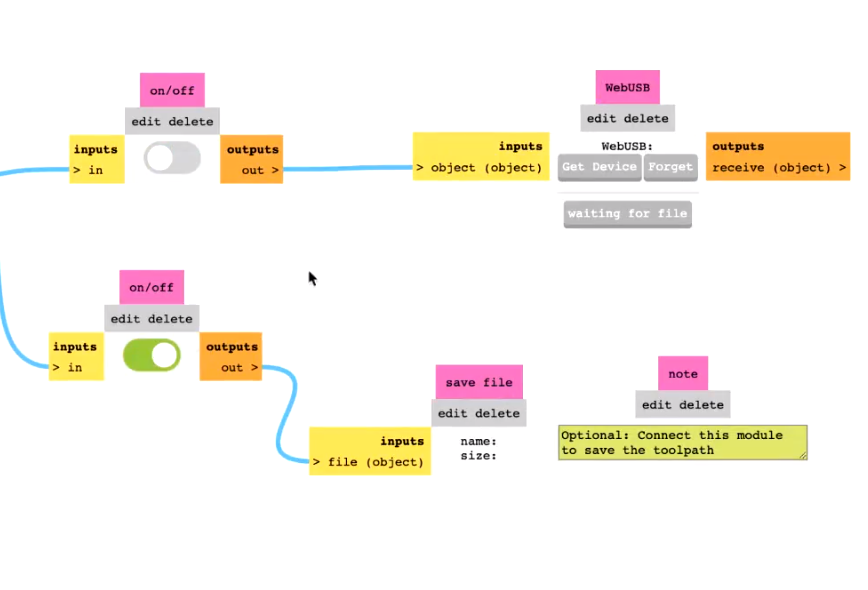 on/off
edit delete
inputs
> in
outputs
out >
WebUSB
edit delete
inputs
> object (object)
WebUSB:
Get Device
Forget
waiting for file
outputs
receive (object) >
on/off
edit delete
inputs
> in
outputs
out >
save file
edit delete
inputs
> file (object)
name:
size:
note
edit delete
Optional: Connect this module
to save the toolpath